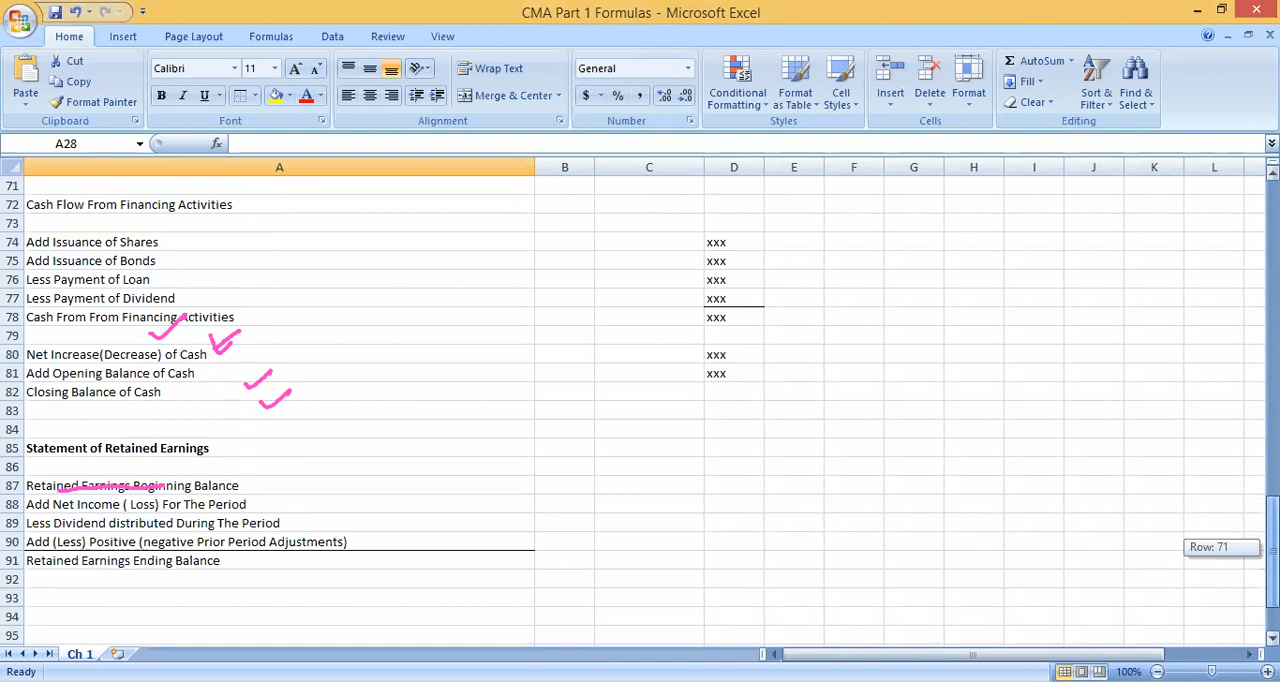 CMA Part 1 Formulas - Microsoft Excel
Home Insert Page Layout Formulas Data Review View
Paste
Cut
Copy
Format Painter
Calibri 11
B I U
A A
Wrap Text
Merge & Center
General
$ % ,
Conditional Formatting
Format as Table
Cell Styles
Insert
Delete
Format
Σ AutoSum
Fill
Clear
Sort & Filter
Find & Select
Clipboard Font Alignment Number Styles Cells Editing
A28 fx
A B C D E F G H I J K L
71
72 Cash Flow From Financing Activities
73
74 Add Issuance of Shares xxx
75 Add Issuance of Bonds xxx
76 Less Payment of Loan xxx
77 Less Payment of Dividend xxx
78 Cash From From Financing Activities xxx
79
80 Net Increase(Decrease) of Cash xxx
81 Add Opening Balance of Cash xxx
82 Closing Balance of Cash
83
84
85 Statement of Retained Earnings
86
87 Retained Earnings Beginning Balance
88 Add Net Income ( Loss) For The Period
89 Less Dividend distributed During The Period
90 Add (Less) Positive (negative Prior Period Adjustments)
91 Retained Earnings Ending Balance
92
93
94
95
Row: 71
Ch 1
Ready 100%